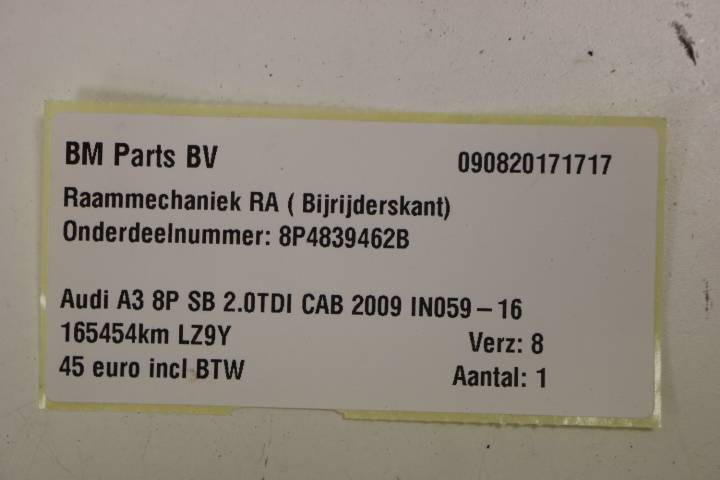 BM Parts BV 090820171717
Raammechaniek RA ( Bijrijderskant)
Onderdeelnummer: 8P4839462B
Audi A3 8P SB 2.0TDI CAB 2009 IN059-16
165454km LZ9Y Verz: 8
45 euro incl BTW Aantal: 1